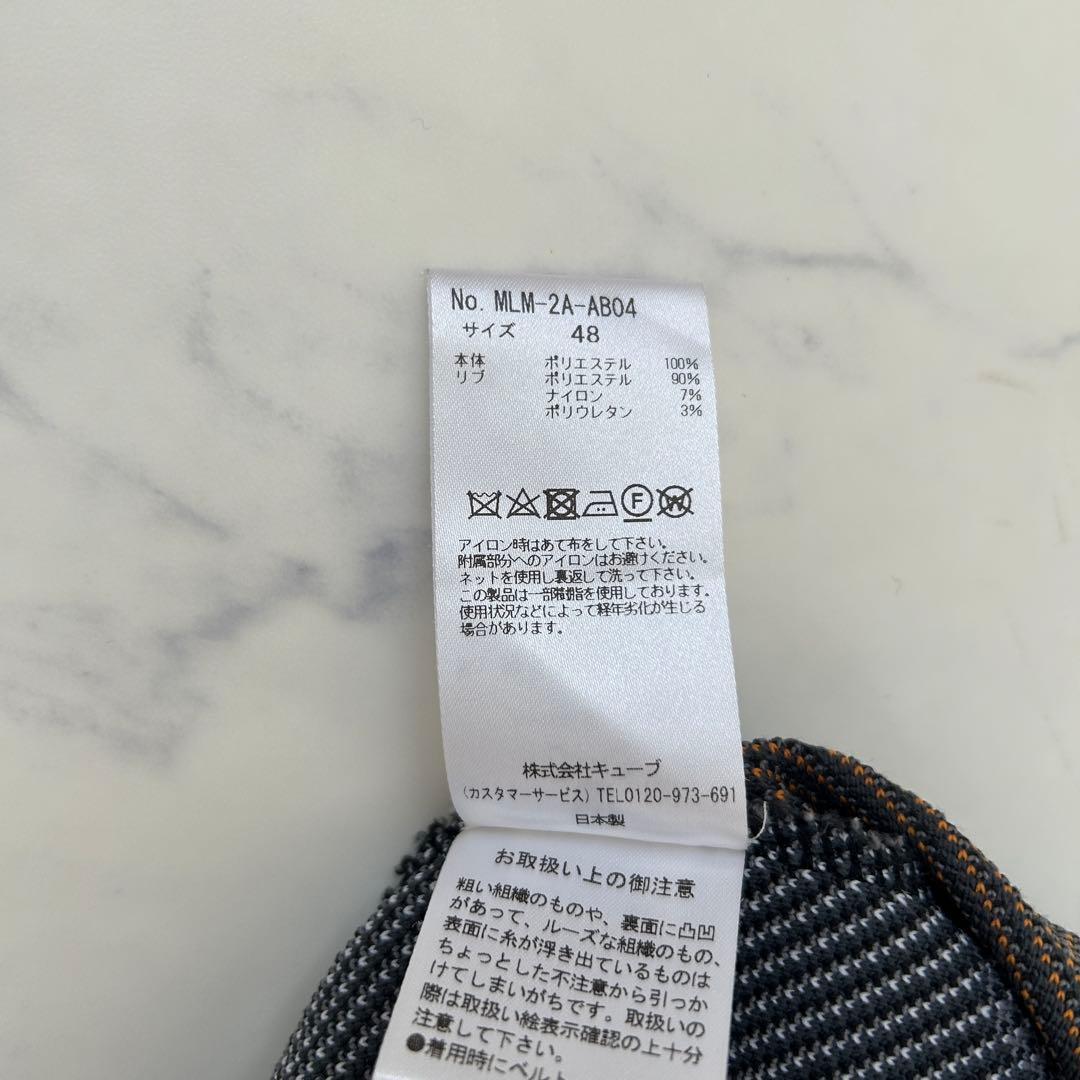 No. MLM-2A-AB04
サイズ 48
本体 ポリエステル 100%
リブ ポリエステル 90%
ナイロン 7%
ポリウレタン 3%
F W
アイロン時はあて布をして下さい。
附属部分へのアイロンはお避けください。
ネットを使用し裏返して洗って下さい。
この製品は一部樹脂を使用しております。
使用状況などによって経年劣化が生じる
場合があります。
株式会社キューブ
(カスタマーサービス) TEL0120-973-691
日本製
お取扱い上の御注意
粗い組織のものや、裏面に凸凹
があって、ルーズな組織のもの、
表面に糸が浮き出ているものは
ちょっとした不注意から引っか
けてしまいがちです。取扱いの
際は取扱い絵表示確認の上十分
注意して下さい。
●着用時にベルト